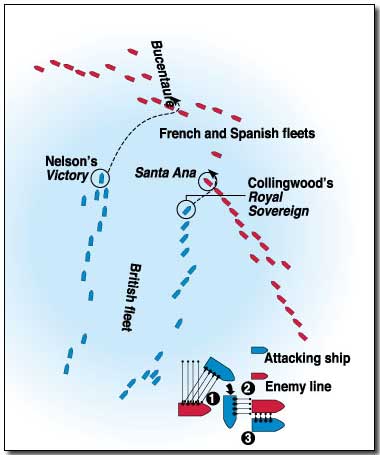 Bucentaure
French and Spanish fleets
Nelson's
Victory
Santa Ana
Collingwood's
Royal
Sovereign
British fleet
Attacking ship
Enemy line
1
2
3